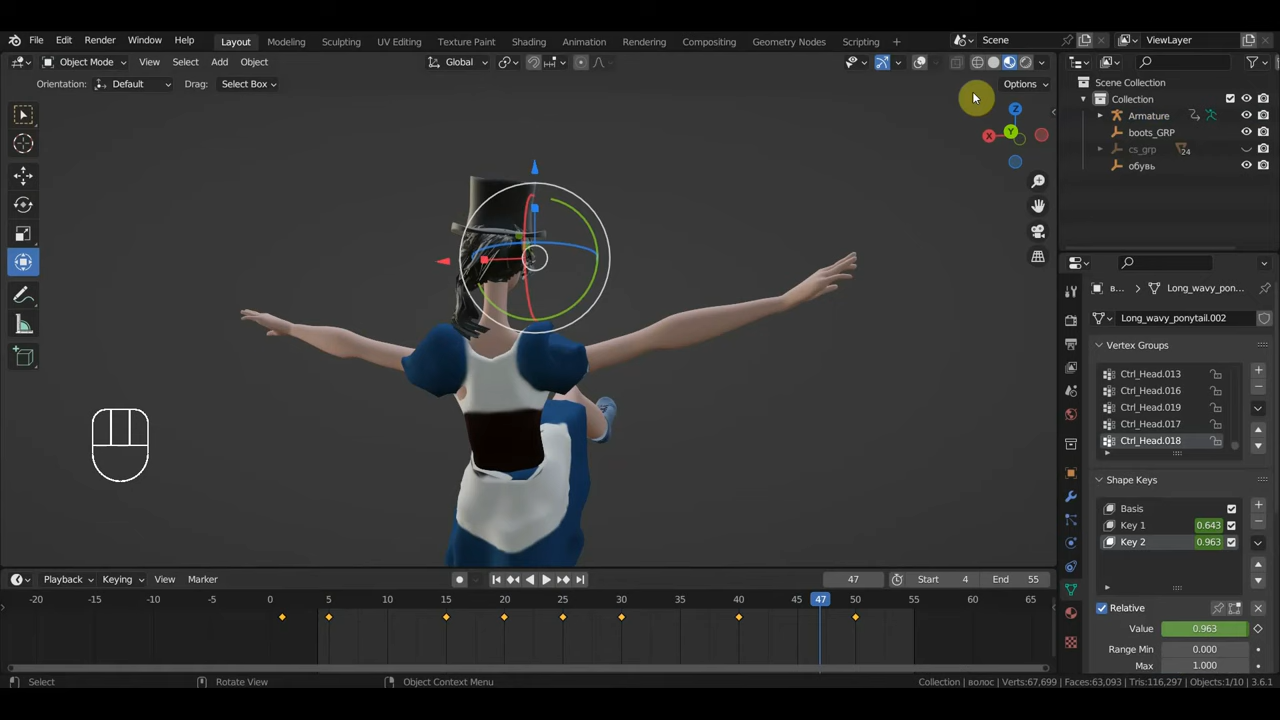 File Edit Render Window Help Layout Modeling Sculpting UV Editing Texture Paint Shading Animation Rendering Compositing Geometry Nodes Scripting Scene ViewLayer
Object Mode View Select Add Object Global
Orientation: Default Drag: Select Box Options
Scene Collection
Collection
Armature
boots_GRP
cs_grp 24
обувь
X
Z
Y
в... Long_wavy_pon...
Long_wavy_ponytail.002
Vertex Groups
Ctrl_Head.013
Ctrl_Head.016
Ctrl_Head.019
Ctrl_Head.017
Ctrl_Head.018
Shape Keys
Basis
Key 1 0.643
Key 2 0.963
Relative
Value 0.963
Range Min 0.000
Max 1.000
Playback Keying View Marker 47 Start 4 End 55
-20 -15 -10 -5 0 5 10 15 20 25 30 35 40 45 47 50 55 60 65
Select Rotate View Object Context Menu Collection | волос | Verts:67,699 | Faces:63,093 | Tris:116,297 | Objects:1/10 | 3.6.1